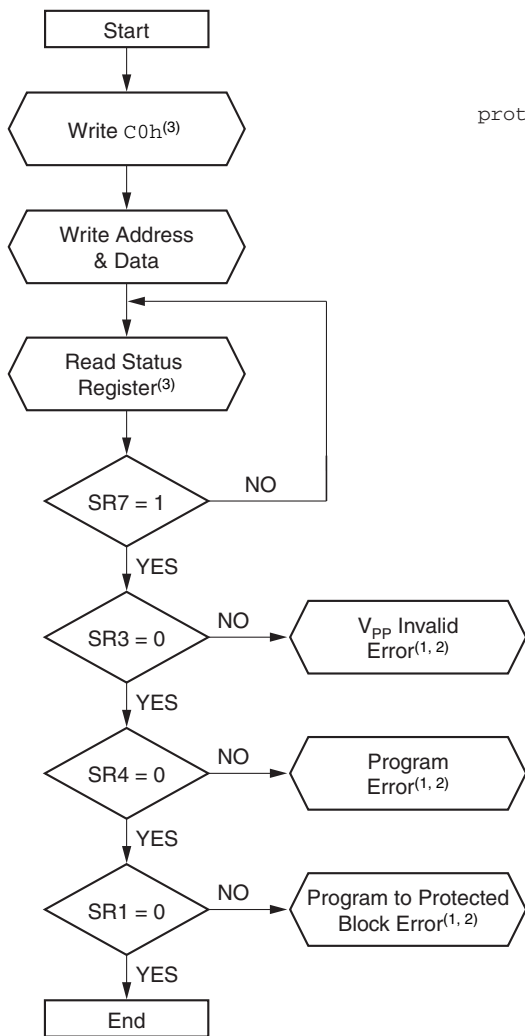 Start
Write C0h(3)
prot
Write Address
& Data
Read Status
Register(3)
SR7 = 1
NO
YES
SR3 = 0
NO
VPP Invalid
Error(1, 2)
YES
SR4 = 0
NO
Program
Error(1, 2)
YES
SR1 = 0
NO
Program to Protected
Block Error(1, 2)
YES
End